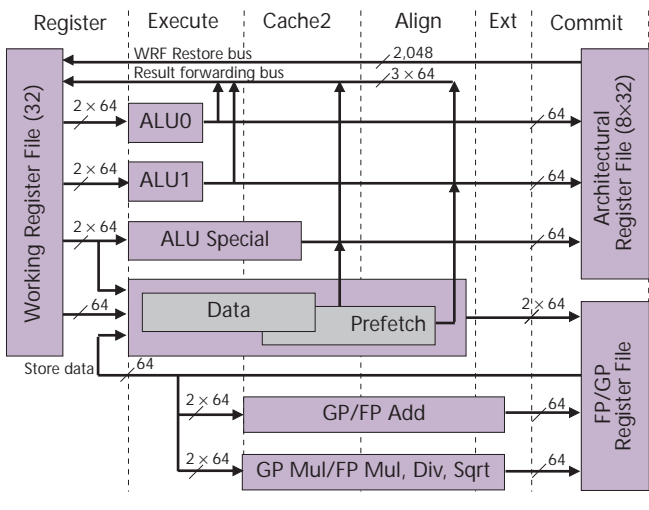 Register Execute Cache2 Align Ext Commit
WRF Restore bus 2,048
Result forwarding bus 3 × 64
Working Register File (32)
Architectural
Register File (8×32)
2 × 64 ALU0 64
2 × 64 ALU1 64
2 × 64 ALU Special 64
64 Data 2 × 64
Prefetch
Store data 64
FP/GP
Register File
2 × 64 GP/FP Add 64
2 × 64 GP Mul/FP Mul, Div, Sqrt 64